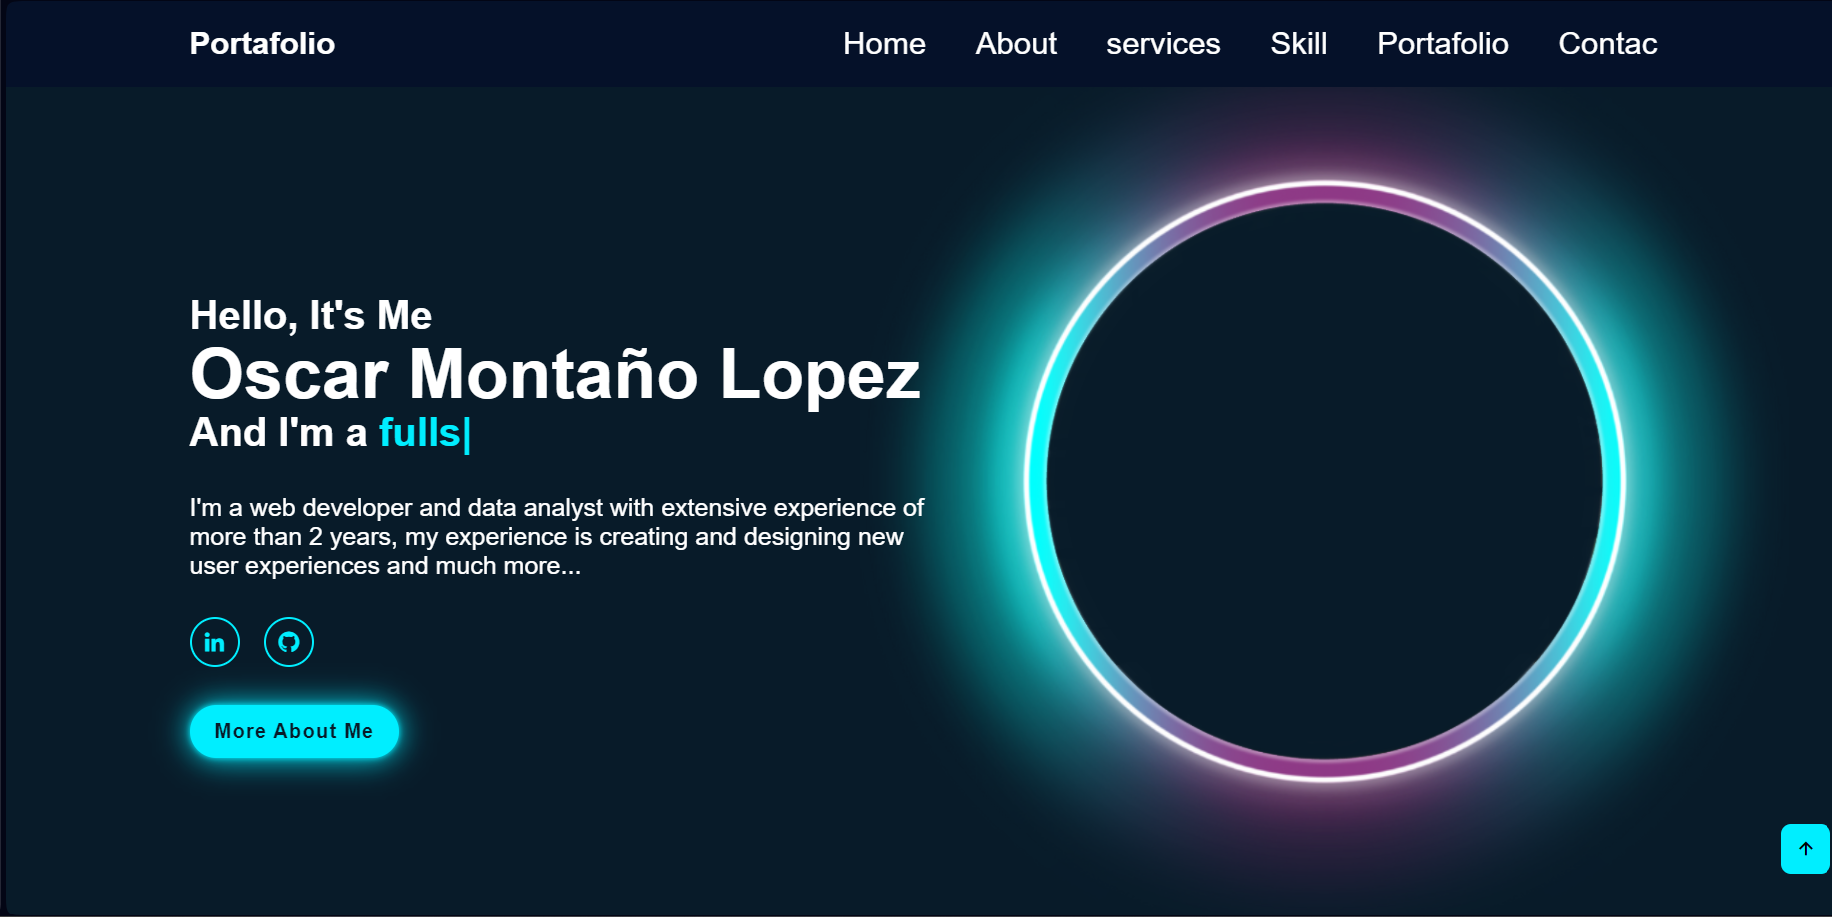 Portafolio Home About services Skill Portafolio Contac
Hello, It's Me
Oscar Montaño Lopez
And I'm a fulls|
I'm a web developer and data analyst with extensive experience of
more than 2 years, my experience is creating and designing new
user experiences and much more...
in
More About Me